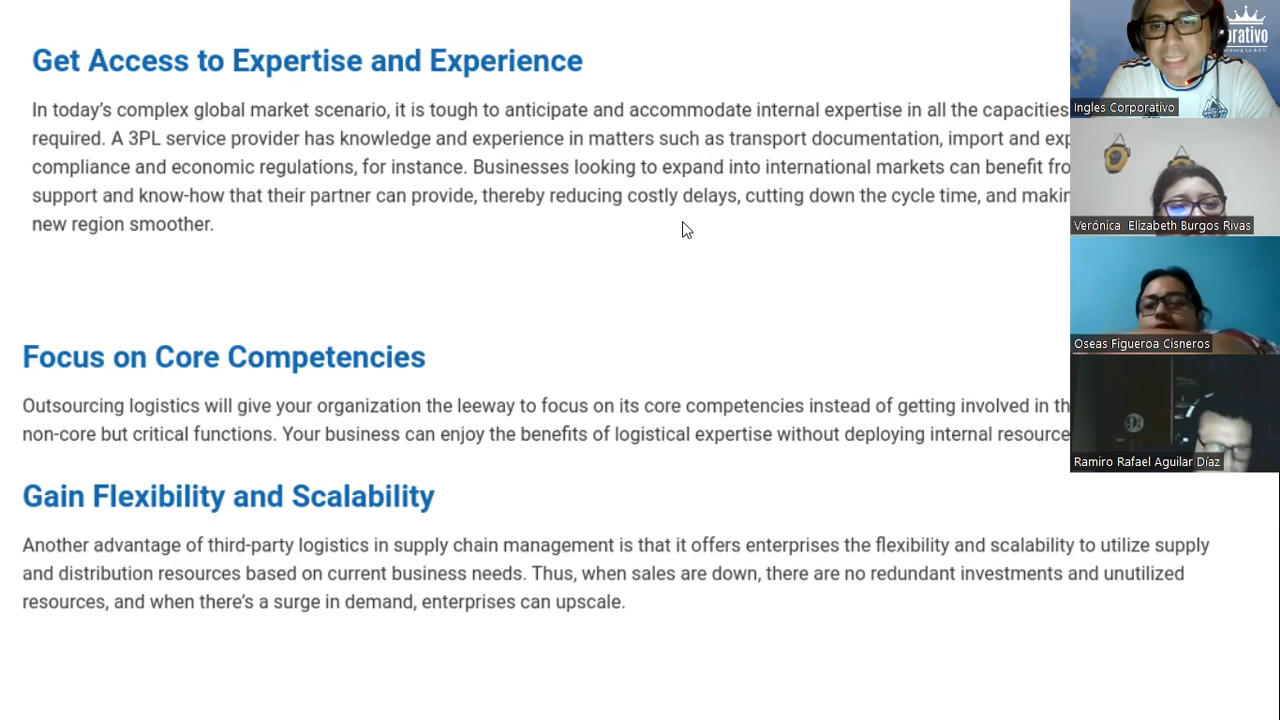 Get Access to Expertise and Experience
In today's complex global market scenario, it is tough to anticipate and accommodate internal expertise in all the capacities
required. A 3PL service provider has knowledge and experience in matters such as transport documentation, import and
compliance and economic regulations, for instance. Businesses looking to expand into international markets can benefit
support and know-how that their partner can provide, thereby reducing costly delays, cutting down the cycle time, and
new region smoother.
Focus on Core Competencies
Outsourcing logistics will give your organization the leeway to focus on its core competencies instead of getting involved in
non-core but critical functions. Your business can enjoy the benefits of logistical expertise without deploying internal
Gain Flexibility and Scalability
Another advantage of third-party logistics in supply chain management is that it offers enterprises the flexibility and scalability to utilize supply
and distribution resources based on current business needs. Thus, when sales are down, there are no redundant investments and unutilized
resources, and when there's a surge in demand, enterprises can upscale.
Ingles Corporativo
Verónica Elizabeth Burgos Rivas
Oseas Figueroa Cisneros
Ramiro Rafael Aguilar Díaz